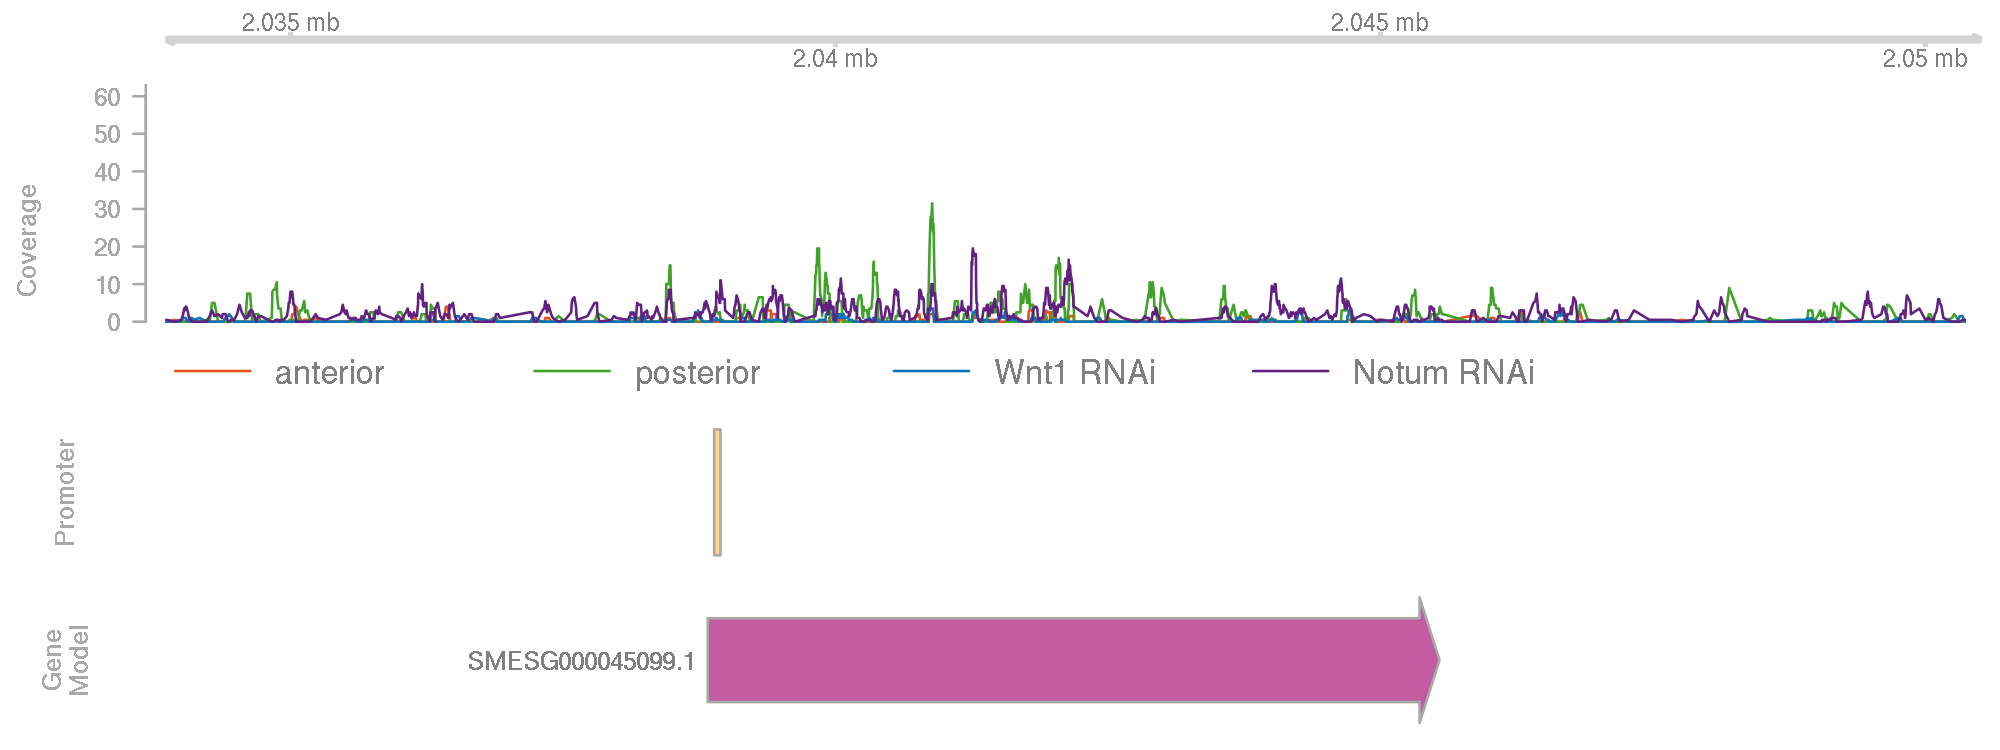 2.035 mb
2.045 mb
2.04 mb
2.05 mb
60
50
40
30
20
10
0
Coverage
anterior posterior Wnt1 RNAi Notum RNAi
Promoter
SMESG000045099.1
Gene
Model